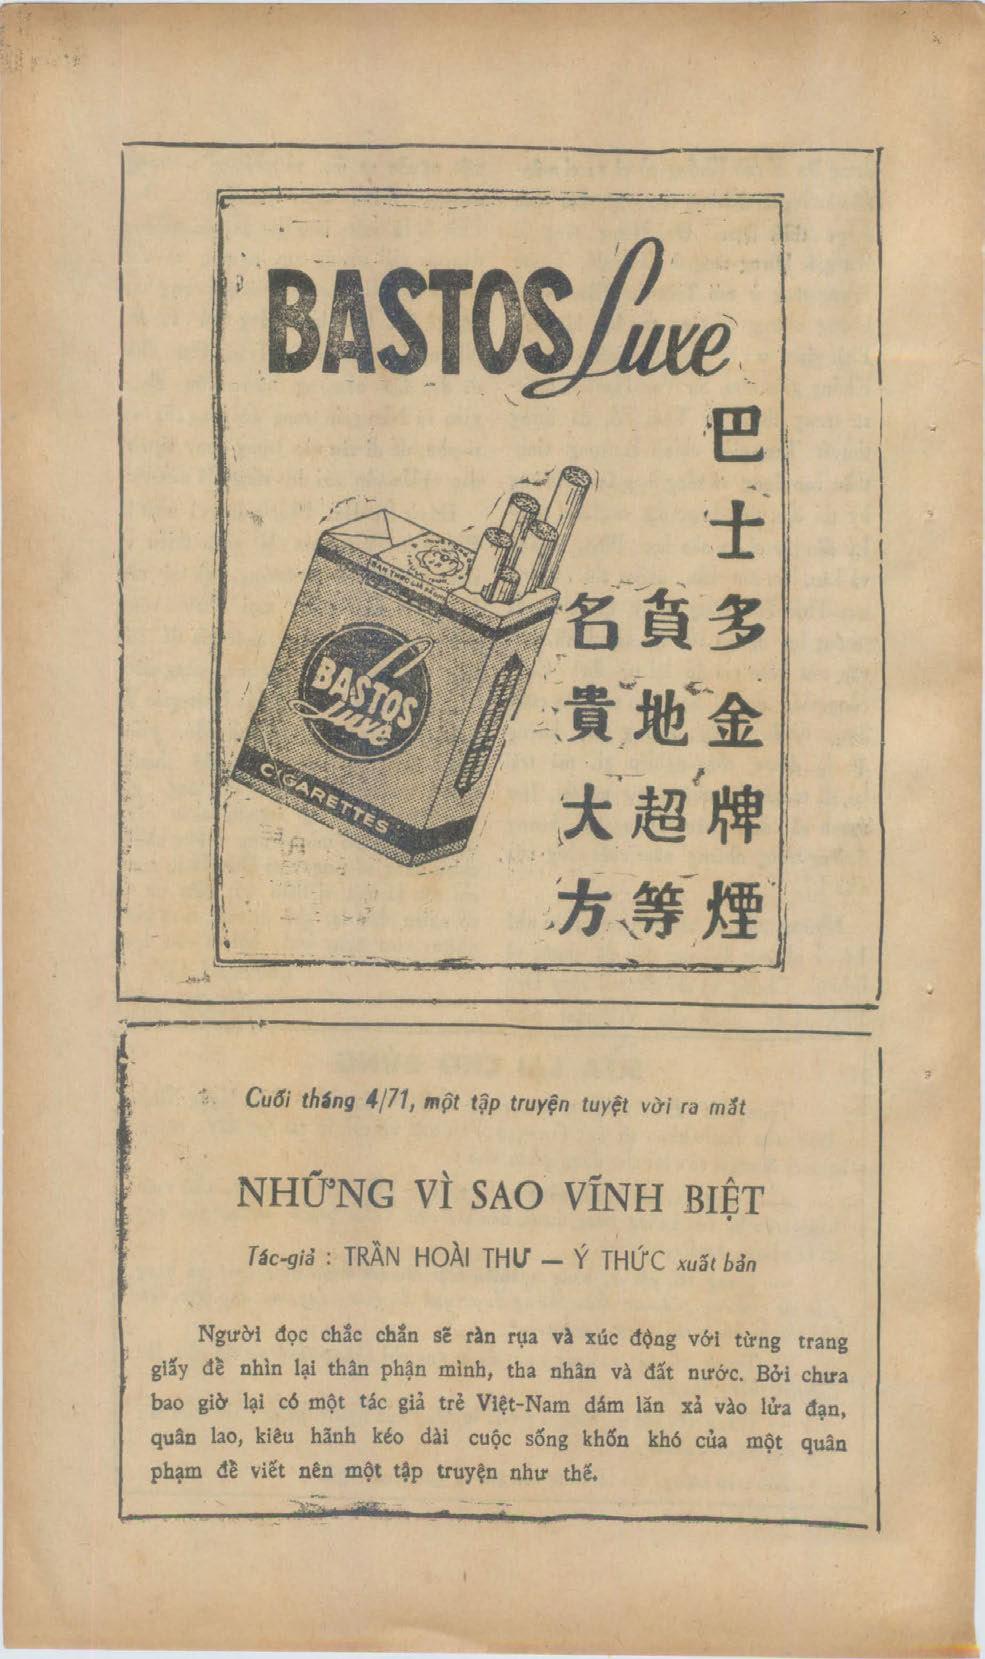 BASTOS Luxe
巴士多金牌煙
貭地超等
名貴大方
BASTOS
Luxe
CIGARETTES
Cuối tháng 4/71, một tập truyện tuyệt vời ra mắt
NHỮNG VÌ SAO VĨNH BIỆT
Tác-giả : TRẦN HOÀI THƯ — Ý THỨC xuất bản
Người đọc chắc chắn sẽ ràn rụa và xúc động với từng trang
giấy để nhìn lại thân phận mình, tha nhân và đất nước. Bởi chưa
bao giờ lại có một tác giả trẻ Việt-Nam dám lăn xả vào lửa đạn,
quân lao, kiêu hãnh kéo dài cuộc sống khốn khó của một quân
phạm để viết nên một tập truyện như thế.